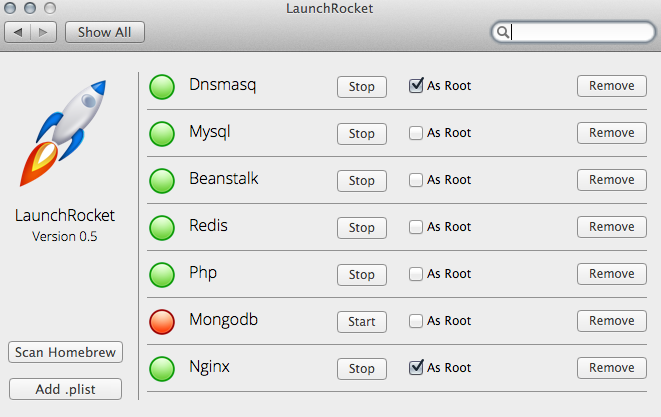 LaunchRocket
Show All
Dnsmasq Stop As Root Remove
Mysql Stop As Root Remove
Beanstalk Stop As Root Remove
Redis Stop As Root Remove
Php Stop As Root Remove
Mongodb Start As Root Remove
Nginx Stop As Root Remove
LaunchRocket
Version 0.5
Scan Homebrew
Add .plist